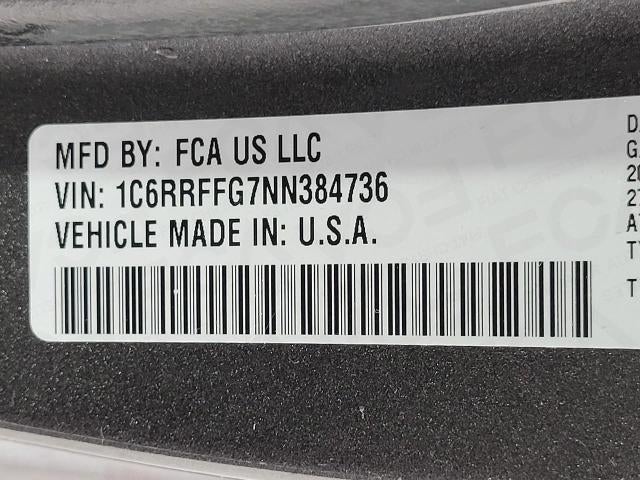 MFD BY: FCA US LLC
VIN: 1C6RRFFG7NN384736
VEHICLE MADE IN: U.S.A.